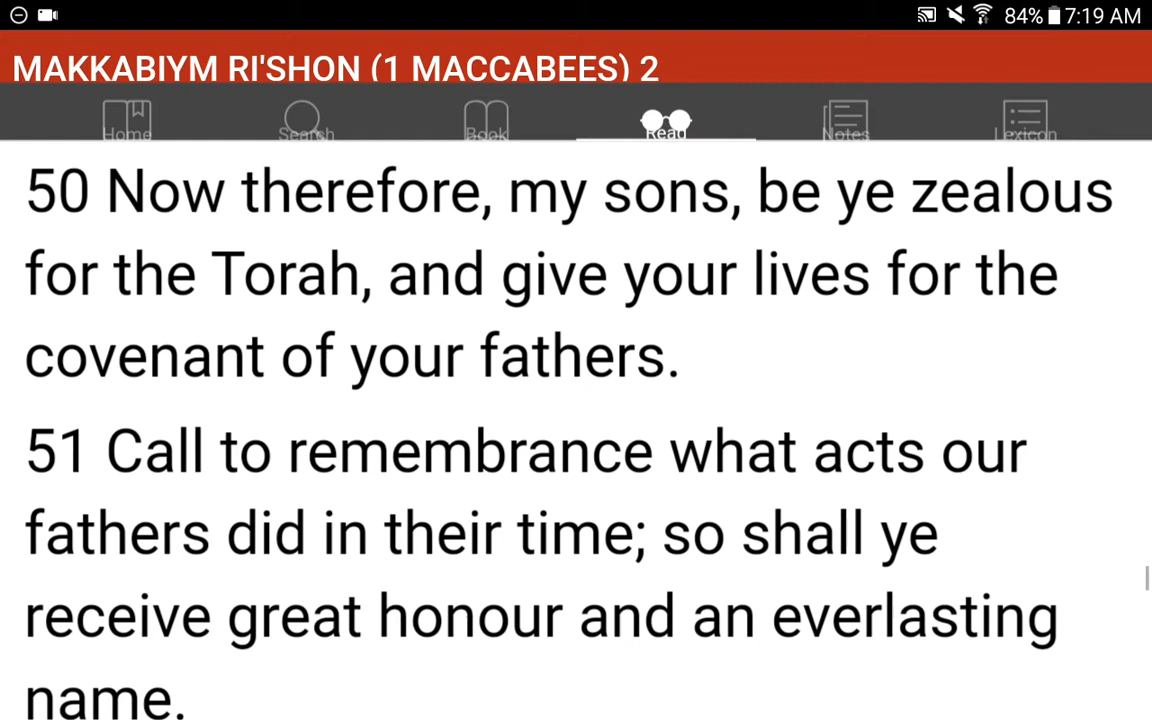 84% 7:19 AM
MAKKABIYM RI'SHON (1 MACCABEES) 2
Home Search Book Read Notes Lexicon
50 Now therefore, my sons, be ye zealous
for the Torah, and give your lives for the
covenant of your fathers.
51 Call to remembrance what acts our
fathers did in their time; so shall ye
receive great honour and an everlasting
name.